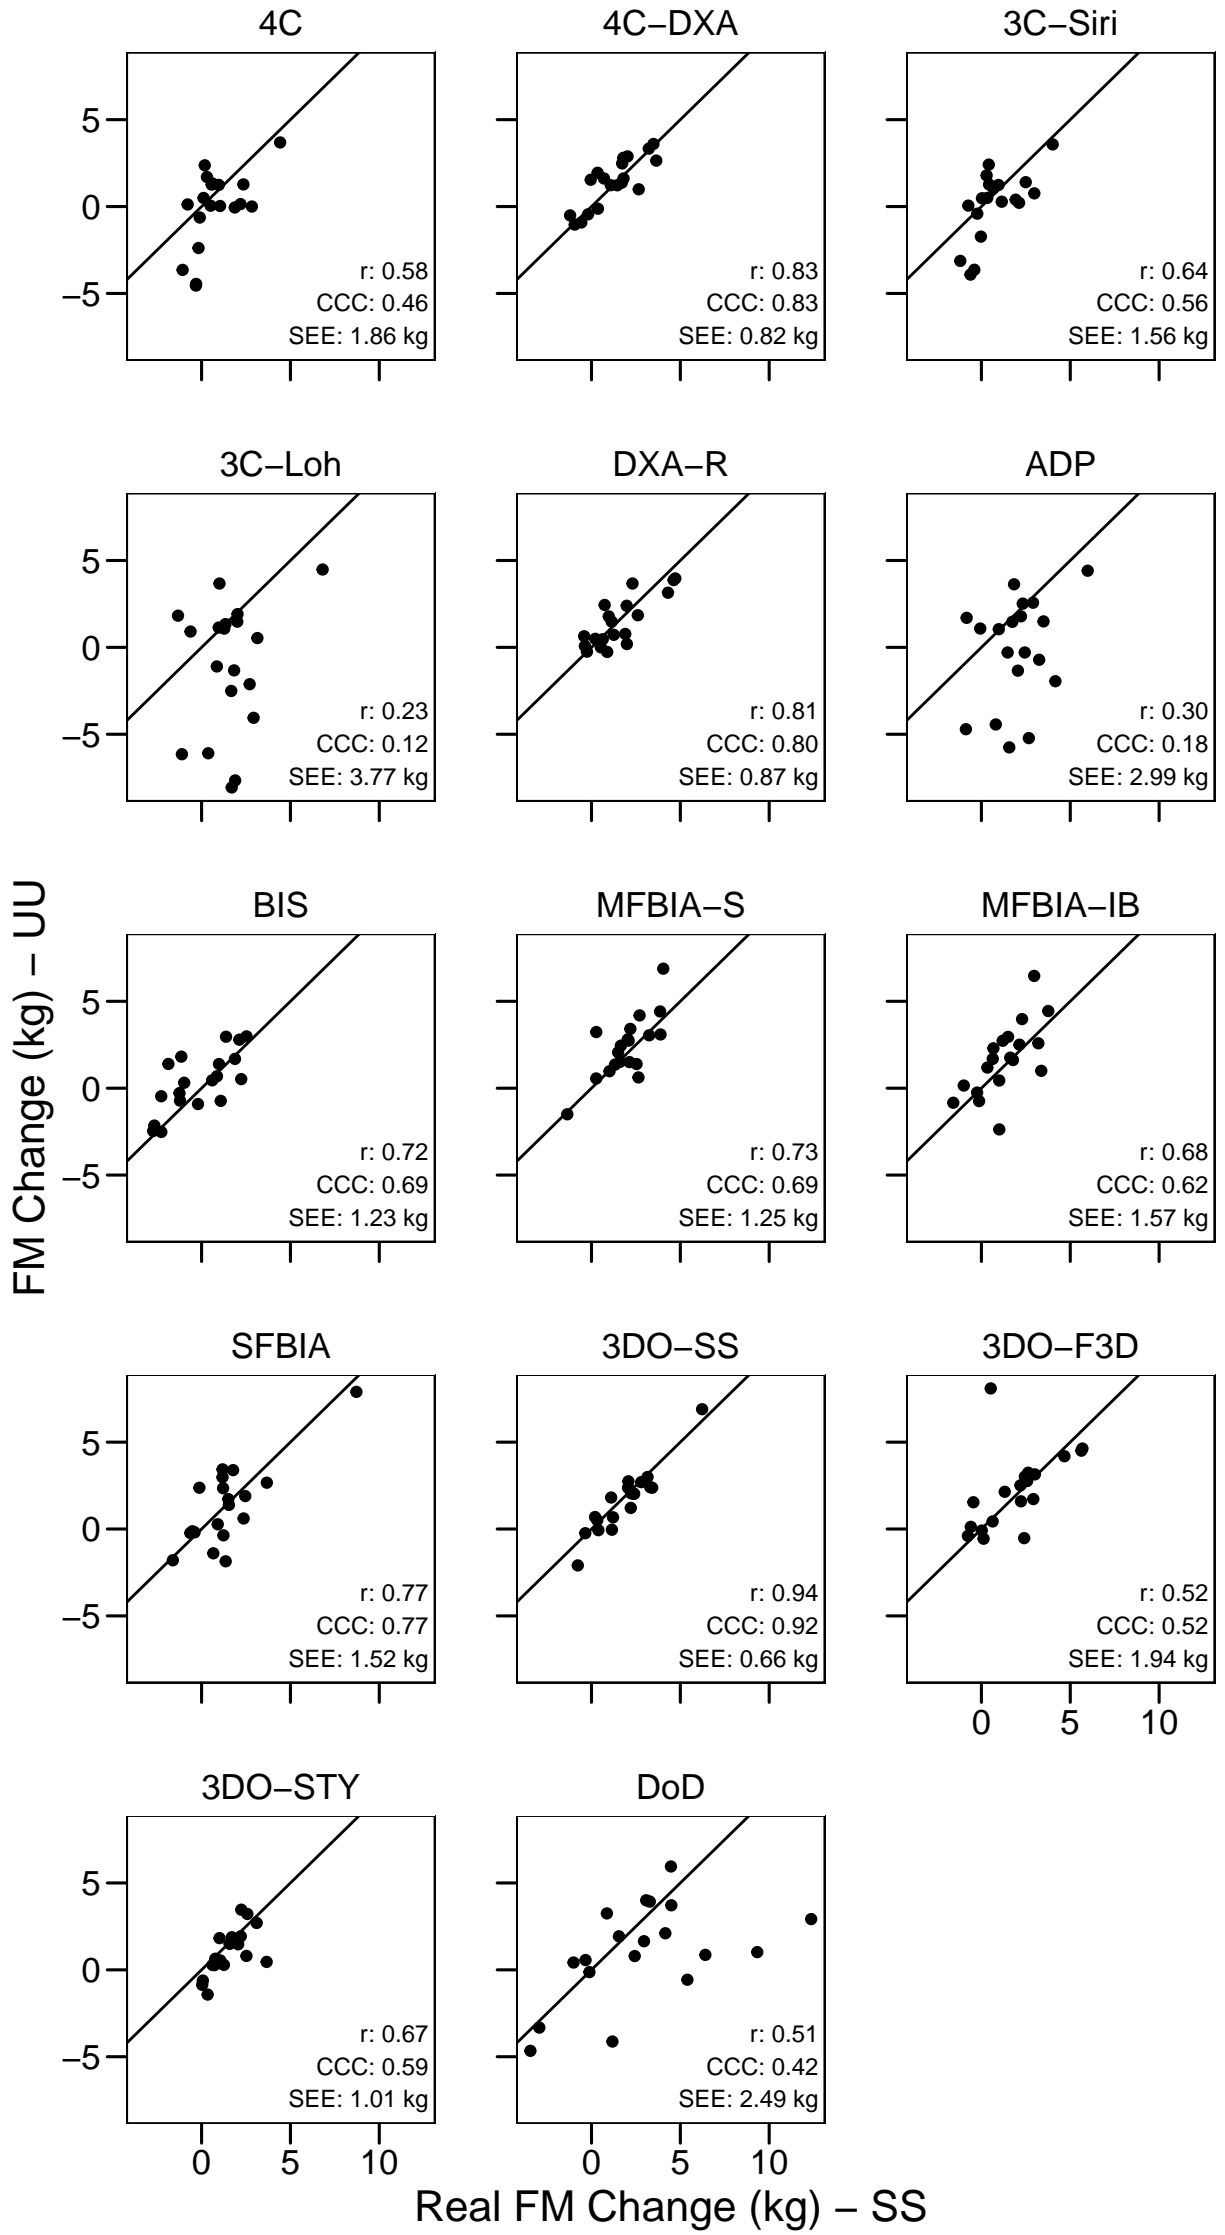 4C 4C−DXA 3C−Siri
5
0
−5
r: 0.58
CCC: 0.46
SEE: 1.86 kg
r: 0.83
CCC: 0.83
SEE: 0.82 kg
r: 0.64
CCC: 0.56
SEE: 1.56 kg
3C−Loh DXA−R ADP
5
0
−5
r: 0.23
CCC: 0.12
SEE: 3.77 kg
r: 0.81
CCC: 0.80
SEE: 0.87 kg
r: 0.30
CCC: 0.18
SEE: 2.99 kg
FM Change (kg) − UU
BIS MFBIA−S MFBIA−IB
5
0
−5
r: 0.72
CCC: 0.69
SEE: 1.23 kg
r: 0.73
CCC: 0.69
SEE: 1.25 kg
r: 0.68
CCC: 0.62
SEE: 1.57 kg
SFBIA 3DO−SS 3DO−F3D
5
0
−5
r: 0.77
CCC: 0.77
SEE: 1.52 kg
r: 0.94
CCC: 0.92
SEE: 0.66 kg
r: 0.52
CCC: 0.52
SEE: 1.94 kg
0 5 10
3DO−STY DoD
5
0
−5
r: 0.67
CCC: 0.59
SEE: 1.01 kg
r: 0.51
CCC: 0.42
SEE: 2.49 kg
0 5 10 0 5 10
Real FM Change (kg) − SS